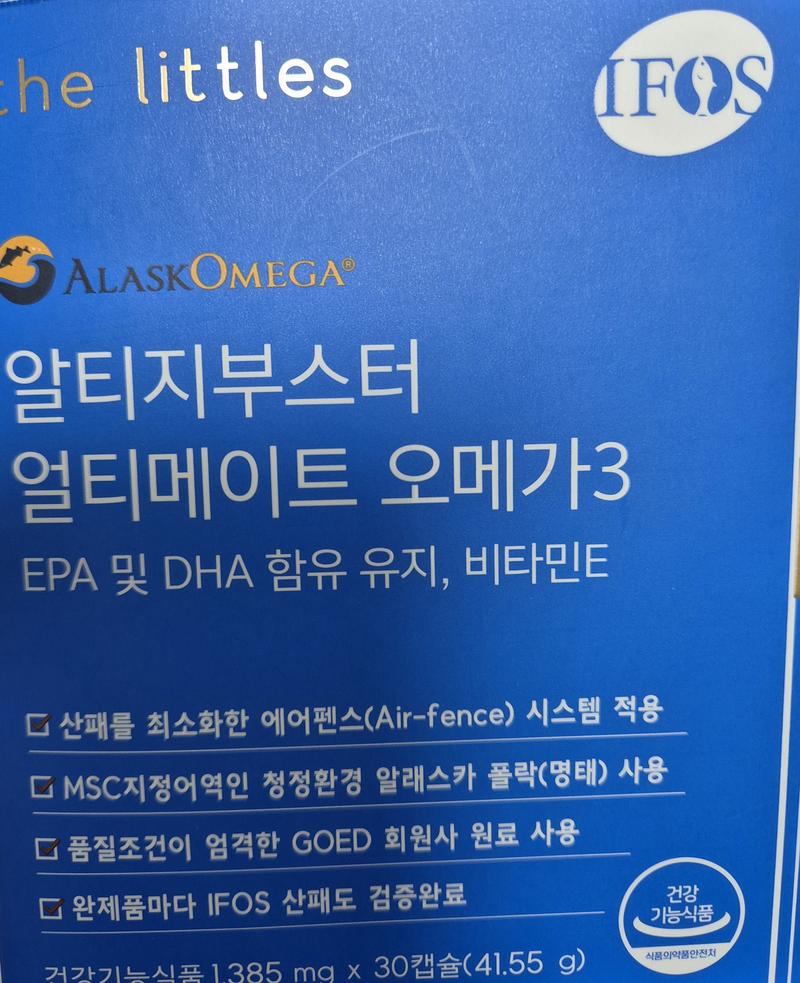 the littles
IFOS
ALASKOMEGA®
알티지부스터
얼티메이트 오메가3
EPA 및 DHA 함유 유지, 비타민E
산패를 최소화한 에어펜스(Air-fence) 시스템 적용
MSC지정어역인 청정환경 알래스카 폴락(명태) 사용
품질조건이 엄격한 GOED 회원사 원료 사용
완제품마다 IFOS 산패도 검증완료
건강
기능식품
식품의약품안전처
건강기능식품 1,385 mg x 30캡슐(41.55 g)